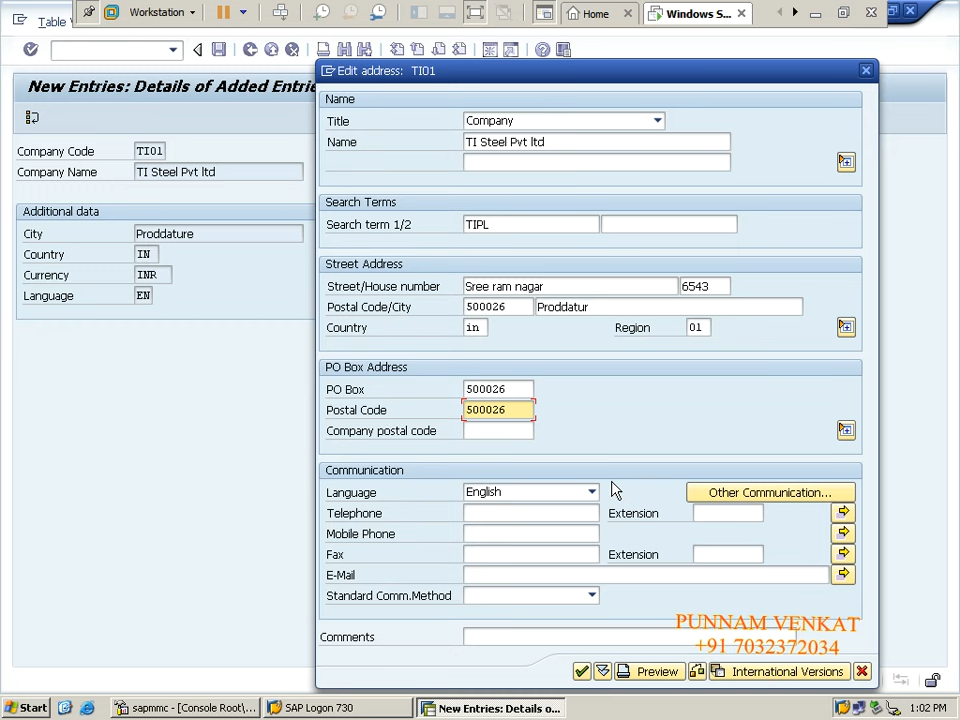 Workstation
Home
Windows S...
Table
New Entries: Details of Added Entri
Edit address: TI01
Name
Title Company
Name TI Steel Pvt ltd
Company Code TI01
Company Name TI Steel Pvt ltd
Search Terms
Search term 1/2 TIPL
Additional data
City Proddature
Country IN
Currency INR
Language EN
Street Address
Street/House number Sree ram nagar 6543
Postal Code/City 500026 Proddatur
Country in Region 01
PO Box Address
PO Box 500026
Postal Code 500026
Company postal code
Communication
Language English Other Communication...
Telephone Extension
Mobile Phone
Fax Extension
E-Mail
Standard Comm.Method
PUNNAM VENKAT
Comments
+91 7032372034
Preview International Versions
Start sapmmc - [Console Root\... SAP Logon 730 New Entries: Details o... 1:02 PM